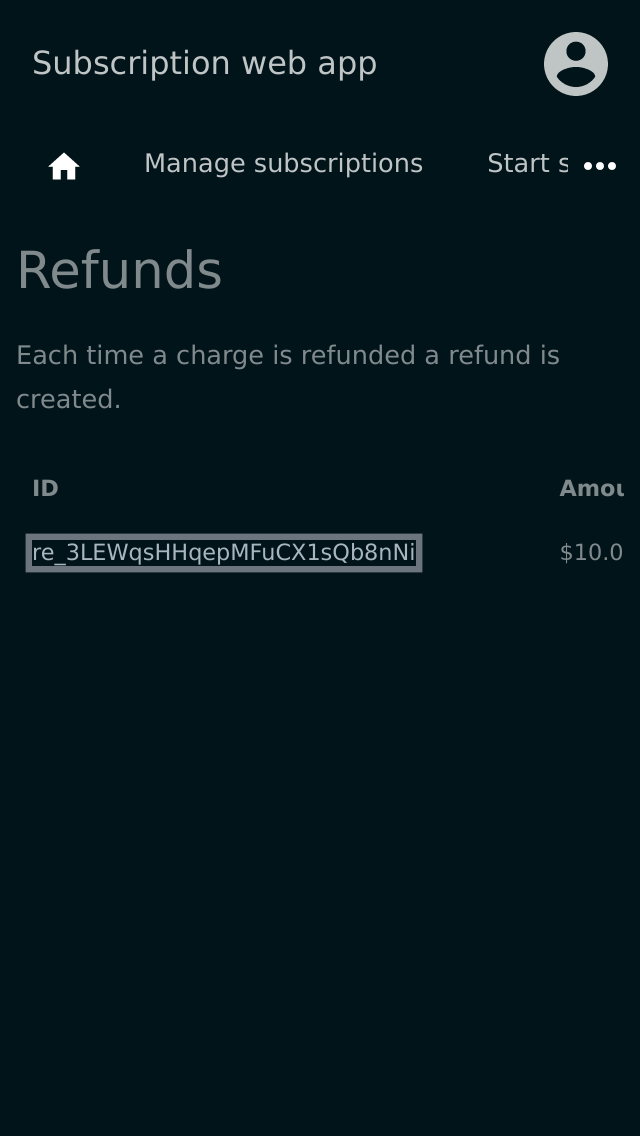 Subscription web app
Manage subscriptions Start s
Refunds
Each time a charge is refunded a refund is
created.
ID Amou
re_3LEWqsHHqepMFuCX1sQb8nNi $10.0